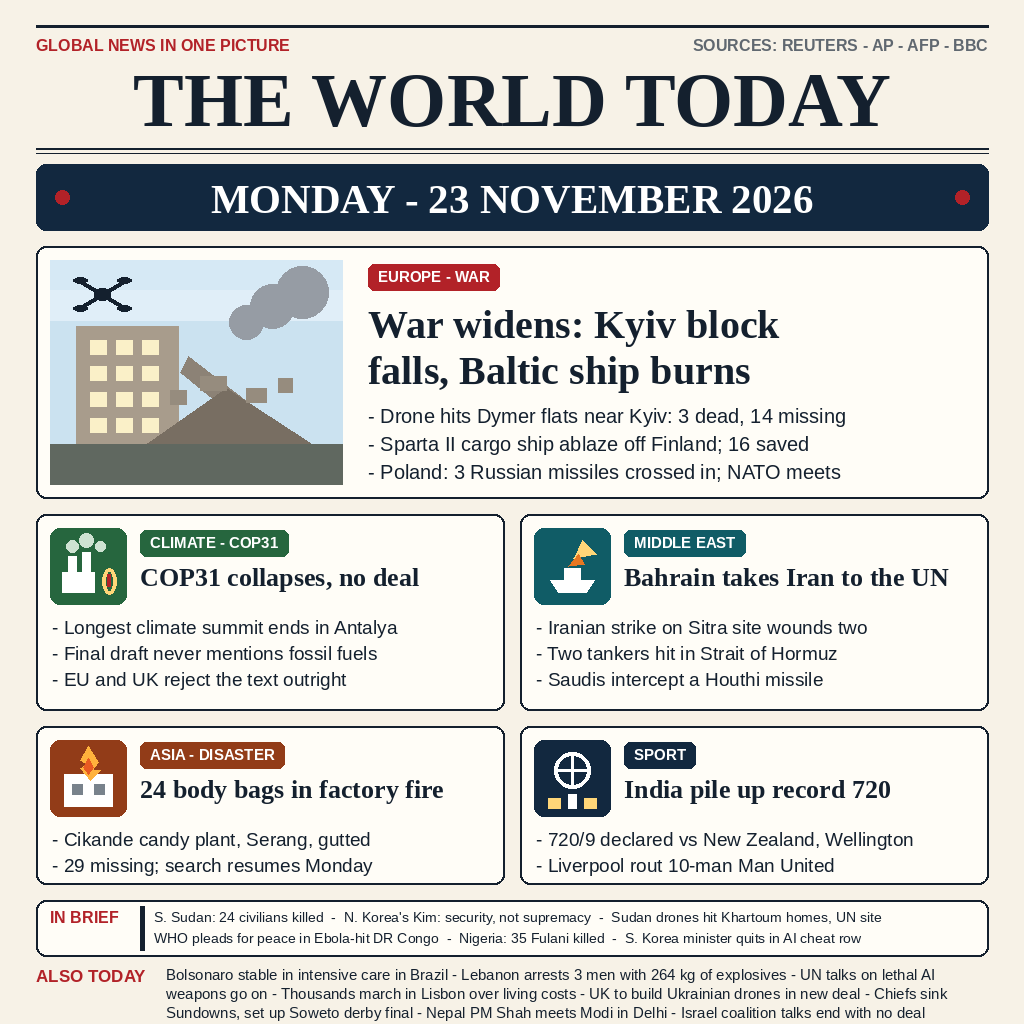 GLOBAL NEWS IN ONE PICTURE
SOURCES: REUTERS - AP - AFP - BBC
THE WORLD TODAY
MONDAY - 23 NOVEMBER 2026
EUROPE - WAR
War widens: Kyiv block
falls, Baltic ship burns
- Drone hits Dymer flats near Kyiv: 3 dead, 14 missing
- Sparta II cargo ship ablaze off Finland; 16 saved
- Poland: 3 Russian missiles crossed in; NATO meets
CLIMATE - COP31
COP31 collapses, no deal
- Longest climate summit ends in Antalya
- Final draft never mentions fossil fuels
- EU and UK reject the text outright
MIDDLE EAST
Bahrain takes Iran to the UN
- Iranian strike on Sitra site wounds two
- Two tankers hit in Strait of Hormuz
- Saudis intercept a Houthi missile
ASIA - DISASTER
24 body bags in factory fire
- Cikande candy plant, Serang, gutted
- 29 missing; search resumes Monday
SPORT
India pile up record 720
- 720/9 declared vs New Zealand, Wellington
- Liverpool rout 10-man Man United
IN BRIEF
S. Sudan: 24 civilians killed - N. Korea's Kim: security, not supremacy - Sudan drones hit Khartoum homes, UN site
WHO pleads for peace in Ebola-hit DR Congo - Nigeria: 35 Fulani killed - S. Korea minister quits in AI cheat row
ALSO TODAY
Bolsonaro stable in intensive care in Brazil - Lebanon arrests 3 men with 264 kg of explosives - UN talks on lethal AI
weapons go on - Thousands march in Lisbon over living costs - UK to build Ukrainian drones in new deal - Chiefs sink
Sundowns, set up Soweto derby final - Nepal PM Shah meets Modi in Delhi - Israel coalition talks end with no deal